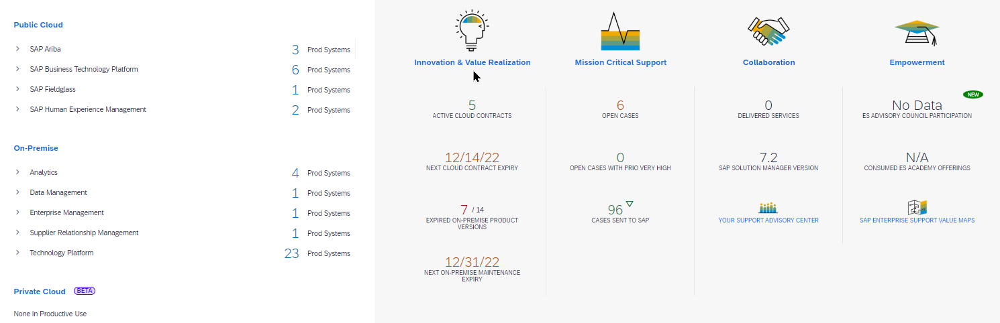 Public Cloud
SAP Ariba 3 Prod Systems
SAP Business Technology Platform 6 Prod Systems
SAP Fieldglass 1 Prod Systems
SAP Human Experience Management 2 Prod Systems
On-Premise
Analytics 4 Prod Systems
Data Management 1 Prod Systems
Enterprise Management 1 Prod Systems
Supplier Relationship Management 1 Prod Systems
Technology Platform 23 Prod Systems
Private Cloud BETA
None in Productive Use
Innovation & Value Realization
5
ACTIVE CLOUD CONTRACTS
12/14/22
NEXT CLOUD CONTRACT EXPIRY
7 / 14
EXPIRED ON-PREMISE PRODUCT
VERSIONS
12/31/22
NEXT ON-PREMISE MAINTENANCE
EXPIRY
Mission Critical Support
6
OPEN CASES
0
OPEN CASES WITH PRIO VERY HIGH
96
CASES SENT TO SAP
Collaboration
0
DELIVERED SERVICES
7.2
SAP SOLUTION MANAGER VERSION
YOUR SUPPORT ADVISORY CENTER
Empowerment
NEW
No Data
ES ADVISORY COUNCIL PARTICIPATION
N/A
CONSUMED ES ACADEMY OFFERINGS
SAP ENTERPRISE SUPPORT VALUE MAPS